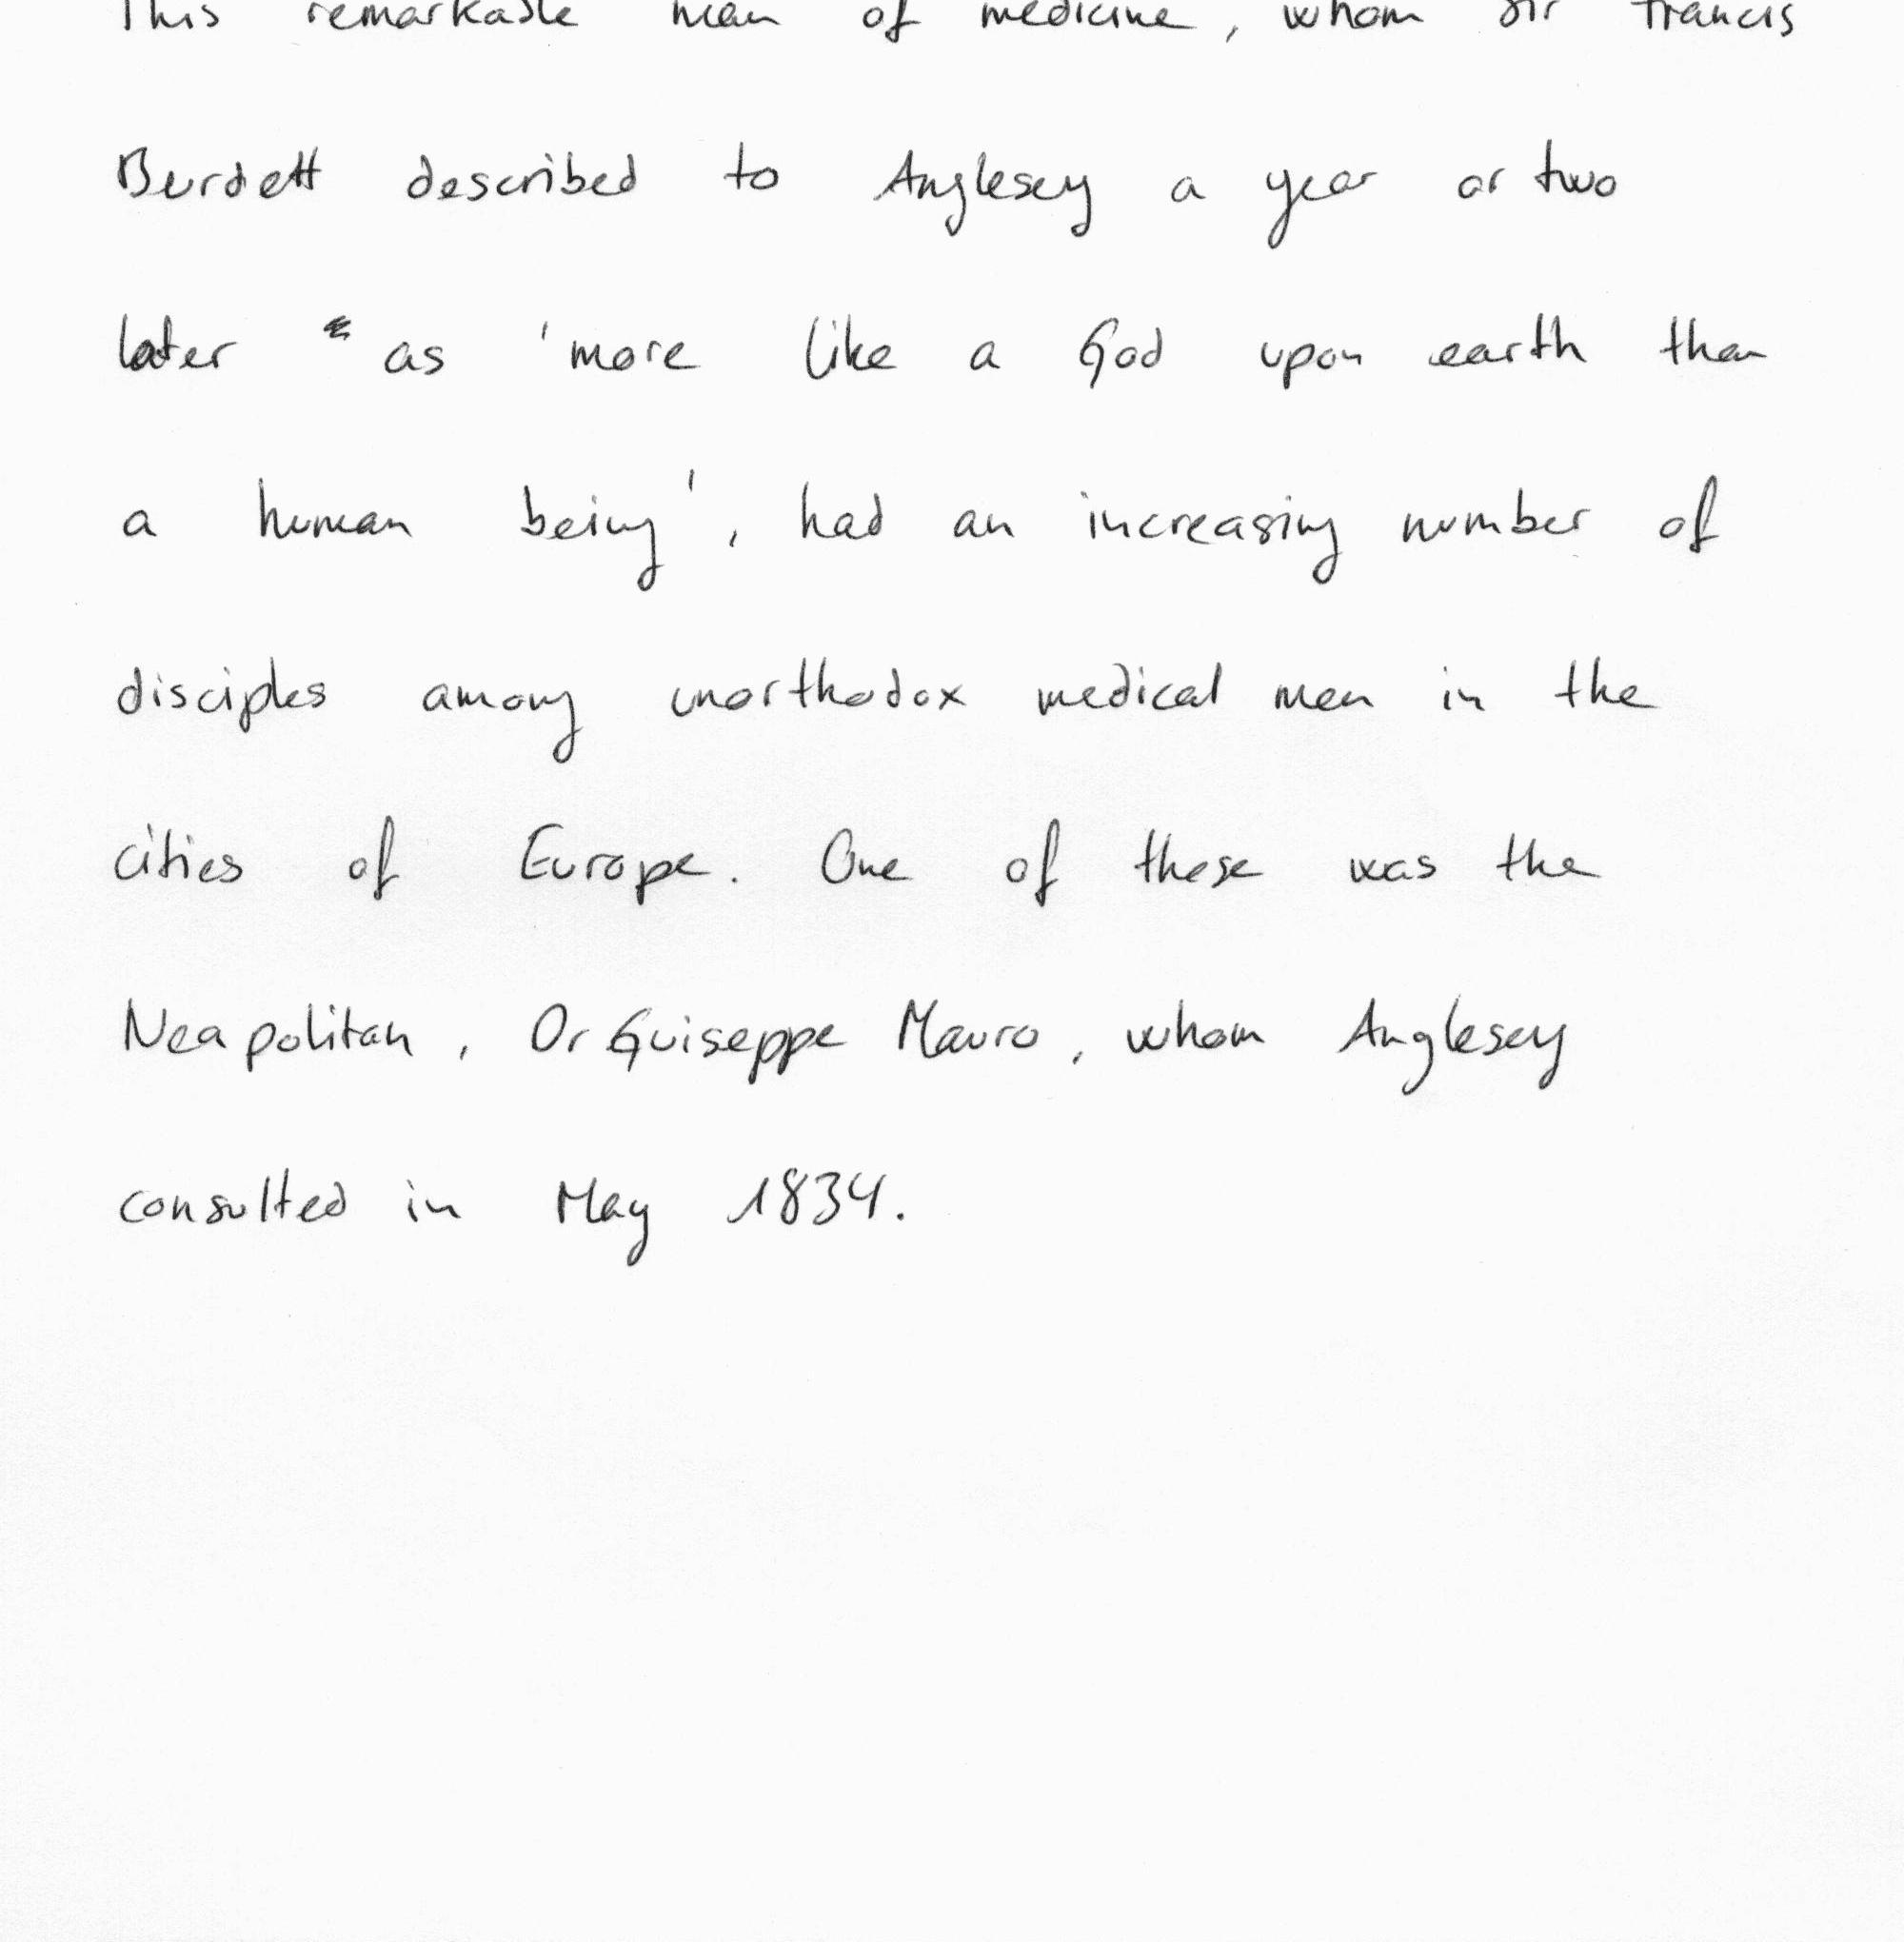 This remarkable man of medicine, whom Sir Francis
Burdett described to Anglesey a year or two
later as 'more like a God upon earth than
a human being', had an increasing number of
disciples among unorthodox medical men in the
cities of Europe. One of these was the
Neapolitan, Dr Guiseppe Mauro, whom Anglesey
consulted in May 1834.